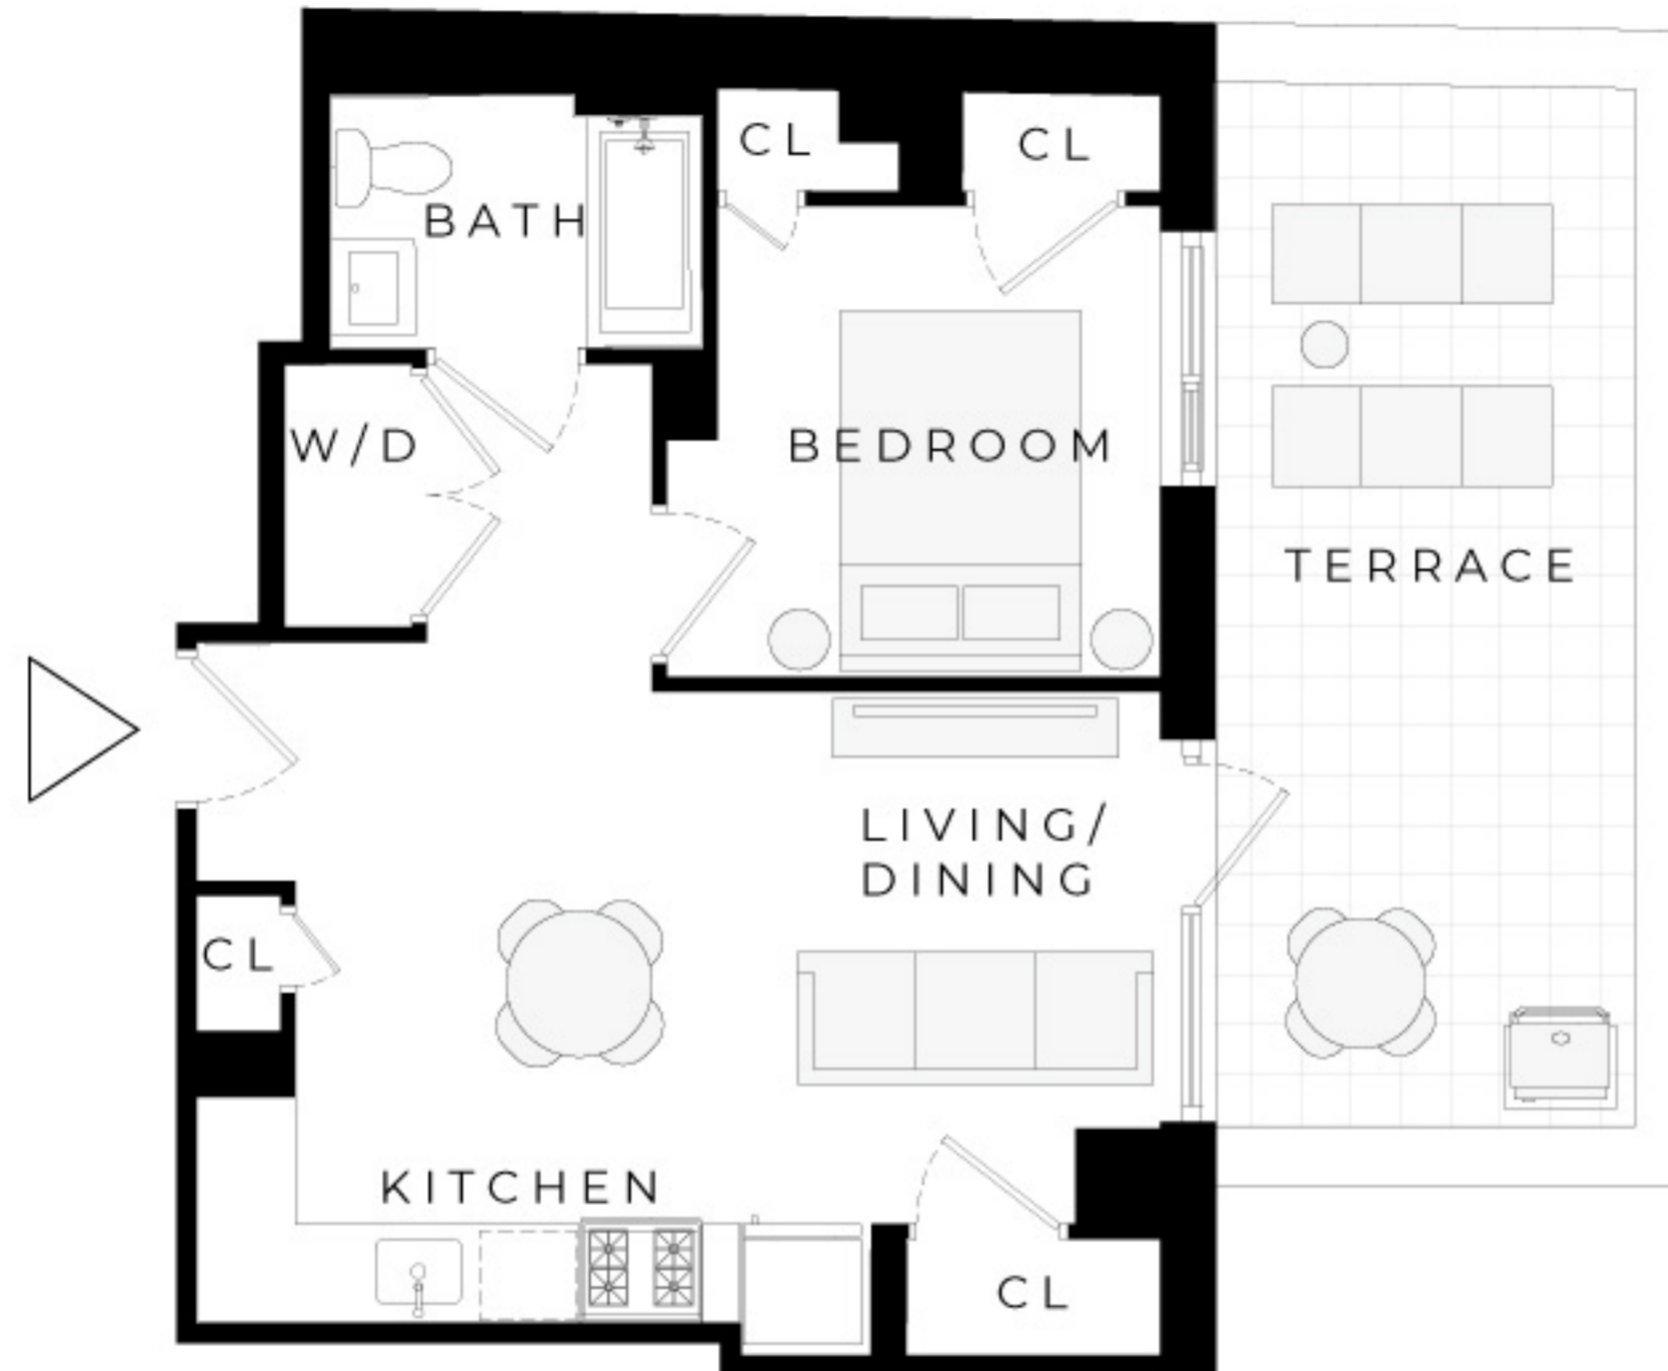 CL
CL
BATH
W/D
BEDROOM
TERRACE
LIVING/
DINING
CL
KITCHEN
CL